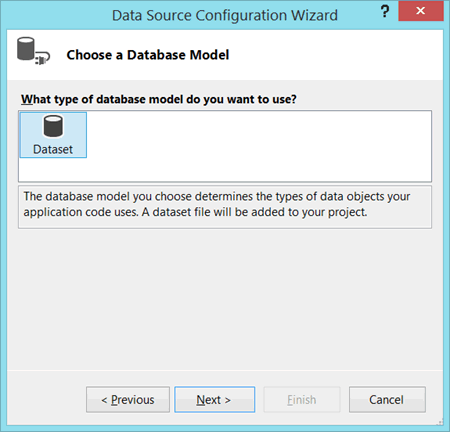 Data Source Configuration Wizard
?
x
Choose a Database Model
What type of database model do you want to use?
Dataset
The database model you choose determines the types of data objects your
application code uses. A dataset file will be added to your project.
< Previous
Next >
Finish
Cancel